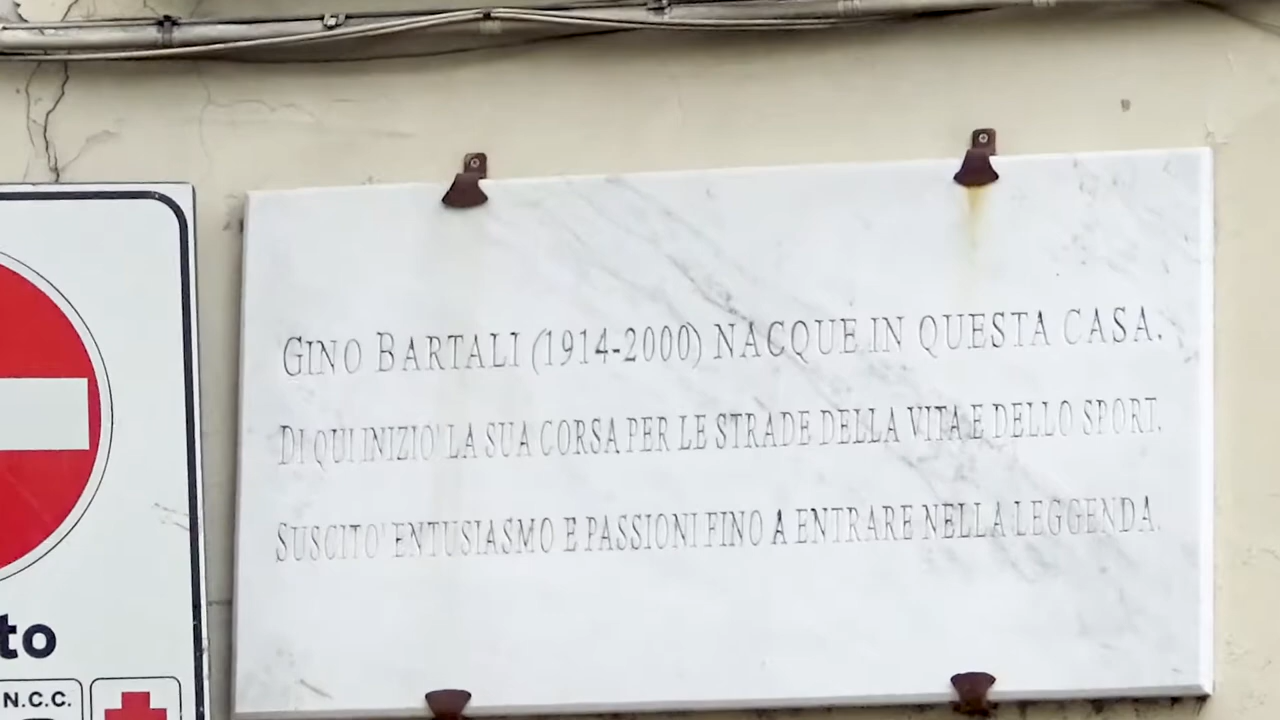 GINO BARTALI (1914-2000) NACQUE IN QUESTA CASA.
DI QUI INIZIO' LA SUA CORSA PER LE STRADE DELLA VITA E DELLO SPORT.
SUSCITO' ENTUSIASMO E PASSIONI FINO A ENTRARE NELLA LEGGENDA.
to
N.C.C.